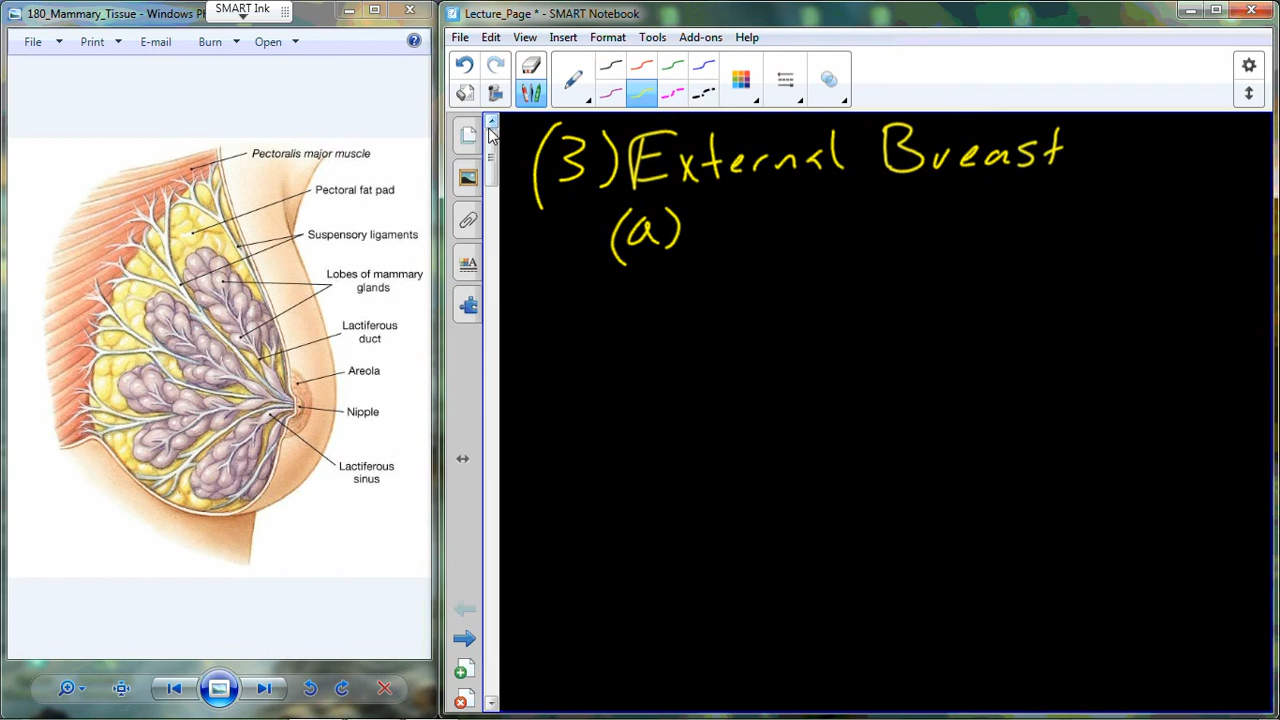 180_Mammary_Tissue - Windows Ph
SMART Ink
File Print E-mail Burn Open
Pectoralis major muscle
Pectoral fat pad
Suspensory ligaments
Lobes of mammary
glands
Lactiferous
duct
Areola
Nipple
Lactiferous
sinus
Lecture_Page * - SMART Notebook
File Edit View Insert Format Tools Add-ons Help
(3) External Breast
(a)